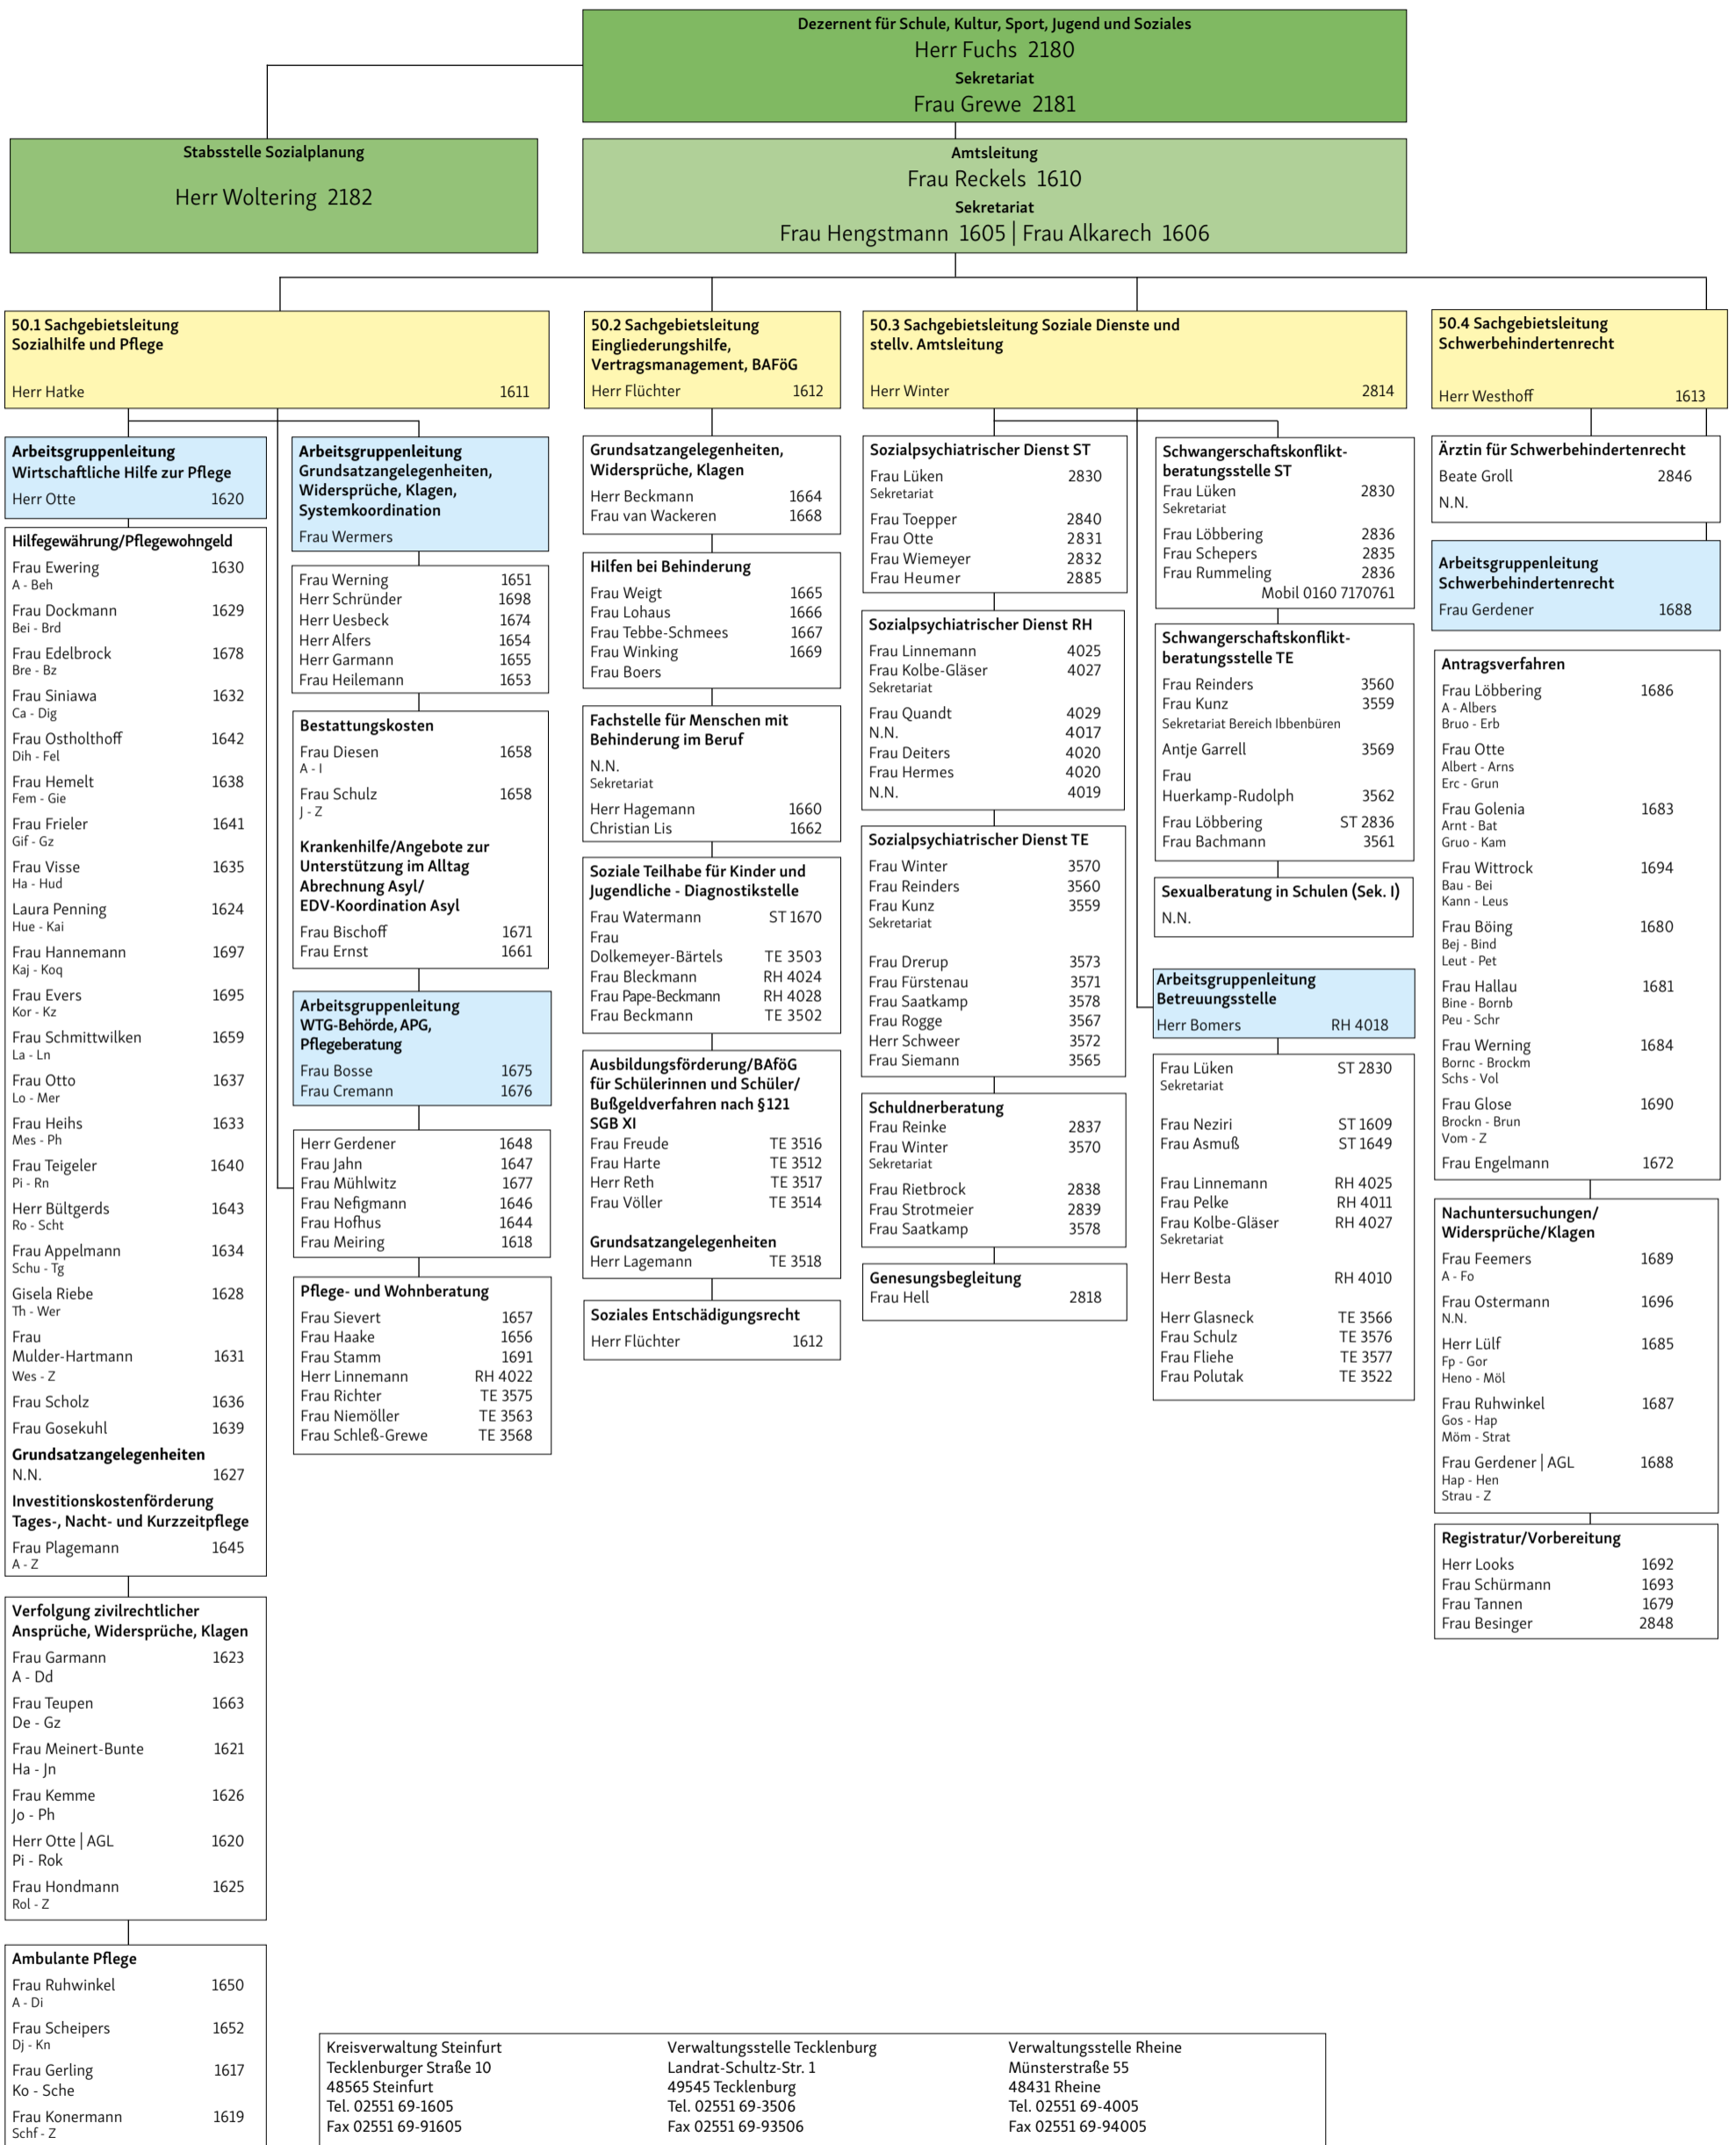 Dezernent für Schule, Kultur, Sport, Jugend und Soziales
Herr Fuchs 2180
Sekretariat
Frau Grewe 2181
Stabsstelle Sozialplanung
Herr Woltering 2182
Amtsleitung
Frau Reckels 1610
Sekretariat
Frau Hengstmann 1605 | Frau Alkarech 1606
50.1 Sachgebietsleitung
Sozialhilfe und Pflege
Herr Hatke 1611
Arbeitsgruppenleitung
Wirtschaftliche Hilfe zur Pflege
Herr Otte 1620
Hilfegewährung/Pflegewohngeld
Frau Ewering 1630
A - Beh
Frau Dockmann 1629
Bei - Brd
Frau Edelbrock 1678
Bre - Bz
Frau Siniawa 1632
Ca - Dig
Frau Ostholthoff 1642
Dih - Fel
Frau Hemelt 1638
Fem - Gie
Frau Frieler 1641
Gif - Gz
Frau Visse 1635
Ha - Hud
Laura Penning 1624
Hue - Kai
Frau Hannemann 1697
Kaj - Koq
Frau Evers 1695
Kor - Kz
Frau Schmittwilken 1659
La - Ln
Frau Otto 1637
Lo - Mer
Frau Heihs 1633
Mes - Ph
Frau Teigeler 1640
Pi - Rn
Herr Bültgerds 1643
Ro - Scht
Frau Appelmann 1634
Schu - Tg
Gisela Riebe 1628
Th - Wer
Frau
Mulder-Hartmann 1631
Wes - Z
Frau Scholz 1636
Frau Gosekuhl 1639
Grundsatzangelegenheiten
N.N. 1627
Investitionskostenförderung
Tages-, Nacht- und Kurzzeitpflege
Frau Plagemann 1645
A - Z
Verfolgung zivilrechtlicher
Ansprüche, Widersprüche, Klagen
Frau Garmann 1623
A - Dd
Frau Teupen 1663
De - Gz
Frau Meinert-Bunte 1621
Ha - Jn
Frau Kemme 1626
Jo - Ph
Herr Otte | AGL 1620
Pi - Rok
Frau Hondmann 1625
Rol - Z
Ambulante Pflege
Frau Ruhwinkel 1650
A - Di
Frau Scheipers 1652
Dj - Kn
Frau Gerling 1617
Ko - Sche
Frau Konermann 1619
Schf - Z
Arbeitsgruppenleitung
Grundsatzangelegenheiten,
Widersprüche, Klagen,
Systemkoordination
Frau Wermers
Frau Werning 1651
Herr Schründer 1698
Herr Uesbeck 1674
Herr Alfers 1654
Herr Garmann 1655
Frau Heilemann 1653
Bestattungskosten
Frau Diesen 1658
A - I
Frau Schulz 1658
J - Z
Krankenhilfe/Angebote zur
Unterstützung im Alltag
Abrechnung Asyl/
EDV-Koordination Asyl
Frau Bischoff 1671
Frau Ernst 1661
Arbeitsgruppenleitung
WTG-Behörde, APG,
Pflegeberatung
Frau Bosse 1675
Frau Cremann 1676
Herr Gerdener 1648
Frau Jahn 1647
Frau Mühlwitz 1677
Frau Nefigmann 1646
Frau Hofhus 1644
Frau Meiring 1618
Pflege- und Wohnberatung
Frau Sievert 1657
Frau Haake 1656
Frau Stamm 1691
Herr Linnemann RH 4022
Frau Richter TE 3575
Frau Niemöller TE 3563
Frau Schleß-Grewe TE 3568
50.2 Sachgebietsleitung
Eingliederungshilfe,
Vertragsmanagement, BAFöG
Herr Flüchter 1612
Grundsatzangelegenheiten,
Widersprüche, Klagen
Herr Beckmann 1664
Frau van Wackeren 1668
Hilfen bei Behinderung
Frau Weigt 1665
Frau Lohaus 1666
Frau Tebbe-Schmees 1667
Frau Winking 1669
Frau Boers
Fachstelle für Menschen mit
Behinderung im Beruf
N.N.
Sekretariat
Herr Hagemann 1660
Christian Lis 1662
Soziale Teilhabe für Kinder und
Jugendliche - Diagnostikstelle
Frau Watermann ST 1670
Frau
Dolkemeyer-Bärtels TE 3503
Frau Bleckmann RH 4024
Frau Pape-Beckmann RH 4028
Frau Beckmann TE 3502
Ausbildungsförderung/BAföG
für Schülerinnen und Schüler/
Bußgeldverfahren nach §121
SGB XI
Frau Freude TE 3516
Frau Harte TE 3512
Herr Reth TE 3517
Frau Völler TE 3514
Grundsatzangelegenheiten
Herr Lagemann TE 3518
Soziales Entschädigungsrecht
Herr Flüchter 1612
50.3 Sachgebietsleitung Soziale Dienste und
stellv. Amtsleitung
Herr Winter 2814
Sozialpsychiatrischer Dienst ST
Frau Lüken 2830
Sekretariat
Frau Toepper 2840
Frau Otte 2831
Frau Wiemeyer 2832
Frau Heumer 2885
Sozialpsychiatrischer Dienst RH
Frau Linnemann 4025
Frau Kolbe-Gläser 4027
Sekretariat
Frau Quandt 4029
N.N. 4017
Frau Deiters 4020
Frau Hermes 4020
N.N. 4019
Sozialpsychiatrischer Dienst TE
Frau Winter 3570
Frau Reinders 3560
Frau Kunz 3559
Sekretariat
Frau Drerup 3573
Frau Fürstenau 3571
Frau Saatkamp 3578
Frau Rogge 3567
Herr Schweer 3572
Frau Siemann 3565
Schuldnerberatung
Frau Reinke 2837
Frau Winter 3570
Sekretariat
Frau Rietbrock 2838
Frau Strotmeier 2839
Frau Saatkamp 3578
Genesungsbegleitung
Frau Hell 2818
Schwangerschaftskonflikt-
beratungsstelle ST
Frau Lüken 2830
Sekretariat
Frau Löbbering 2836
Frau Schepers 2835
Frau Rummeling 2836
Mobil 0160 7170761
Schwangerschaftskonflikt-
beratungsstelle TE
Frau Reinders 3560
Frau Kunz 3559
Sekretariat Bereich Ibbenbüren
Antje Garrell 3569
Frau
Huerkamp-Rudolph 3562
Frau Löbbering ST 2836
Frau Bachmann 3561
Sexualberatung in Schulen (Sek. I)
N.N.
Arbeitsgruppenleitung
Betreuungsstelle
Herr Bomers RH 4018
Frau Lüken ST 2830
Sekretariat
Frau Neziri ST 1609
Frau Asmuß ST 1649
Frau Linnemann RH 4025
Frau Pelke RH 4011
Frau Kolbe-Gläser RH 4027
Sekretariat
Herr Besta RH 4010
Herr Glasneck TE 3566
Frau Schulz TE 3576
Frau Fliehe TE 3577
Frau Polutak TE 3522
50.4 Sachgebietsleitung
Schwerbehindertenrecht
Herr Westhoff 1613
Ärztin für Schwerbehindertenrecht
Beate Groll 2846
N.N.
Arbeitsgruppenleitung
Schwerbehindertenrecht
Frau Gerdener 1688
Antragsverfahren
Frau Löbbering 1686
A - Albers
Bruo - Erb
Frau Otte
Albert - Arns
Erc - Grun
Frau Golenia 1683
Arnt - Bat
Gruo - Kam
Frau Wittrock 1694
Bau - Bei
Kann - Leus
Frau Böing 1680
Bej - Bind
Leut - Pet
Frau Hallau 1681
Bine - Bornb
Peu - Schr
Frau Werning 1684
Bornc - Brockm
Schs - Vol
Frau Glose 1690
Brockn - Brun
Vom - Z
Frau Engelmann 1672
Nachuntersuchungen/
Widersprüche/Klagen
Frau Feemers 1689
A - Fo
Frau Ostermann 1696
N.N.
Herr Lülf 1685
Fp - Gor
Heno - Möl
Frau Ruhwinkel 1687
Gos - Hap
Möm - Strat
Frau Gerdener | AGL 1688
Hap - Hen
Strau - Z
Registratur/Vorbereitung
Herr Looks 1692
Frau Schürmann 1693
Frau Tannen 1679
Frau Besinger 2848
Kreisverwaltung Steinfurt
Tecklenburger Straße 10
48565 Steinfurt
Tel. 02551 69-1605
Fax 02551 69-91605
Verwaltungsstelle Tecklenburg
Landrat-Schultz-Str. 1
49545 Tecklenburg
Tel. 02551 69-3506
Fax 02551 69-93506
Verwaltungsstelle Rheine
Münsterstraße 55
48431 Rheine
Tel. 02551 69-4005
Fax 02551 69-94005